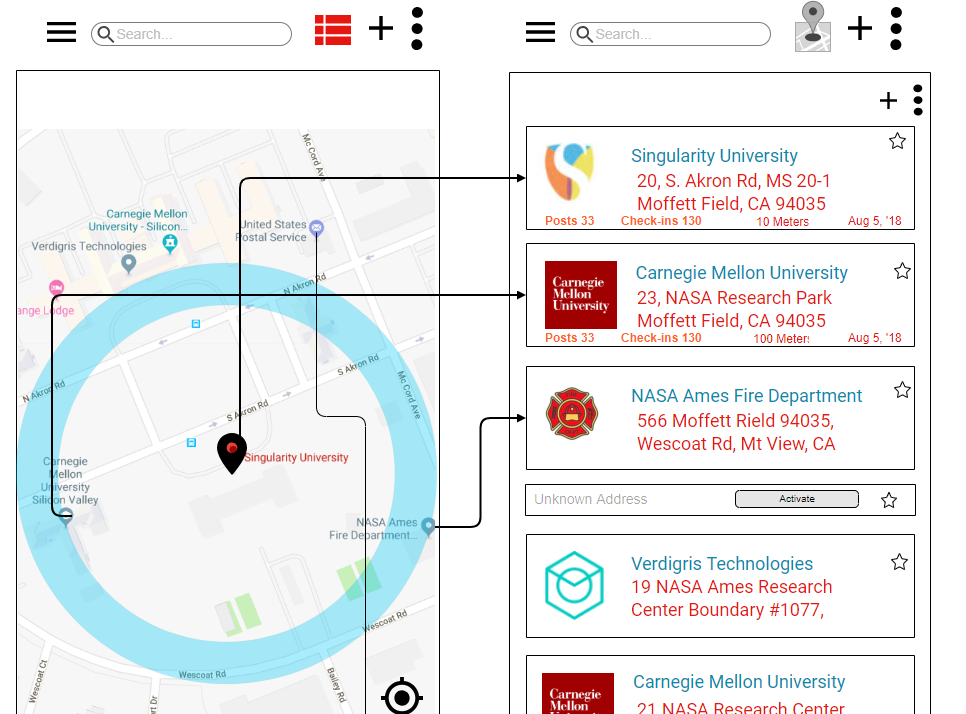 Search...
Search...
Mc Cord Ave
Carnegie Mellon
University - Silicon...
United States
Postal Service
Verdigris Technologies
ange Lodge
N Akron Rd
S Akron Rd
N Akron Rd
Mc Cord Ave
S Akron Rd
Singularity University
Carnegie
Mellon
University
Silicon Valley
NASA Ames
Fire Department...
Wescoat Rd
Wescoat Rd
Wescoat Ct
rt Dr
Bailey Rd
Singularity University
20, S. Akron Rd, MS 20-1
Moffett Field, CA 94035
Posts 33 Check-ins 130 10 Meters Aug 5, '18
Carnegie
Mellon
University
Carnegie Mellon University
23, NASA Research Park
Moffett Field, CA 94035
Posts 33 Check-ins 130 100 Meters Aug 5, '18
NASA Ames Fire Department
566 Moffett Rield 94035,
Wescoat Rd, Mt View, CA
Unknown Address Activate
Verdigris Technologies
19 NASA Ames Research
Center Boundary #1077,
Carnegie
Mellon
Carnegie Mellon University
21 NASA Research Center